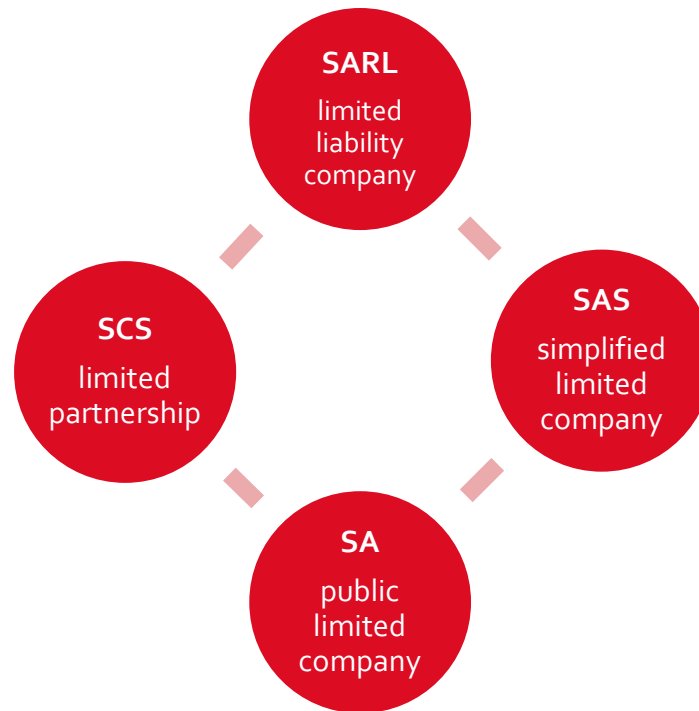 SARL
limited
liability
company
SCS
limited
partnership
SAS
simplified
limited
company
SA
public
limited
company